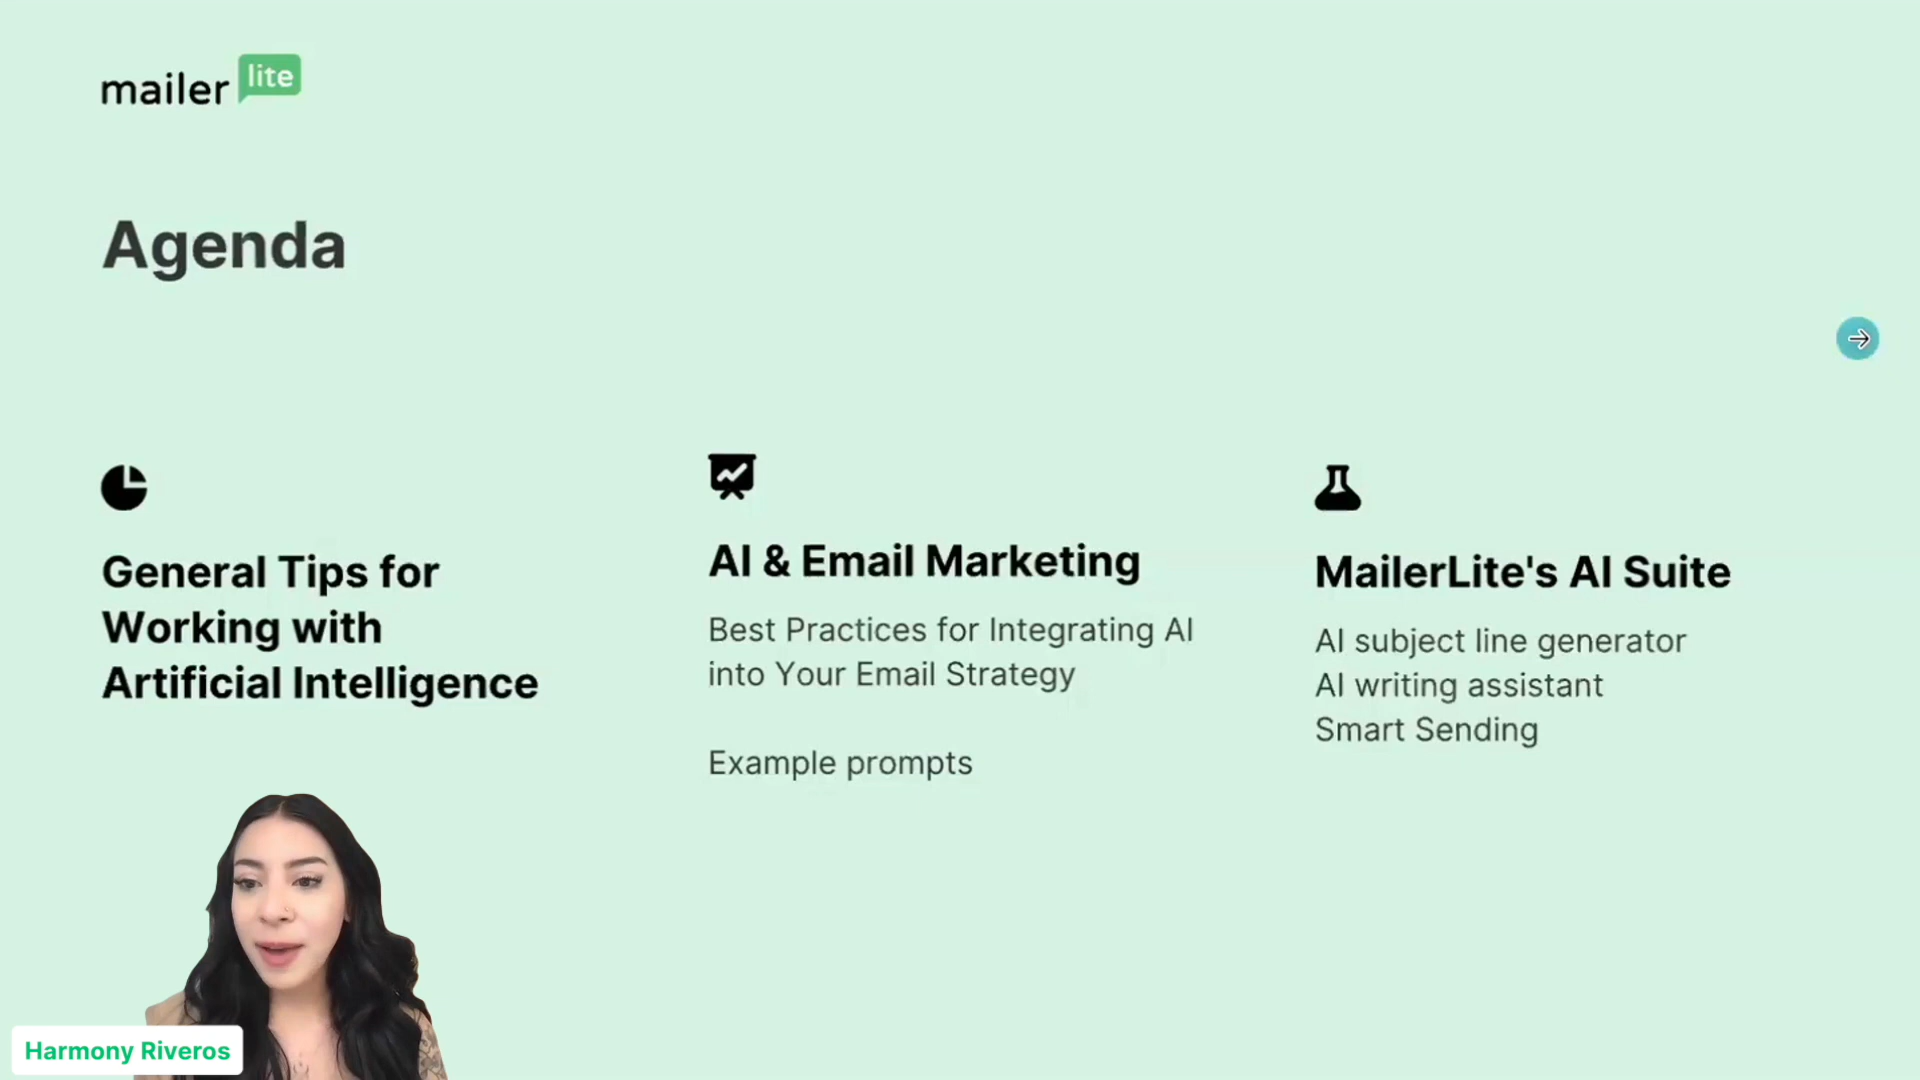 mailer lite
Agenda
General Tips for
Working with
Artificial Intelligence
AI & Email Marketing
Best Practices for Integrating AI
into Your Email Strategy
Example prompts
MailerLite's AI Suite
AI subject line generator
AI writing assistant
Smart Sending
Harmony Riveros